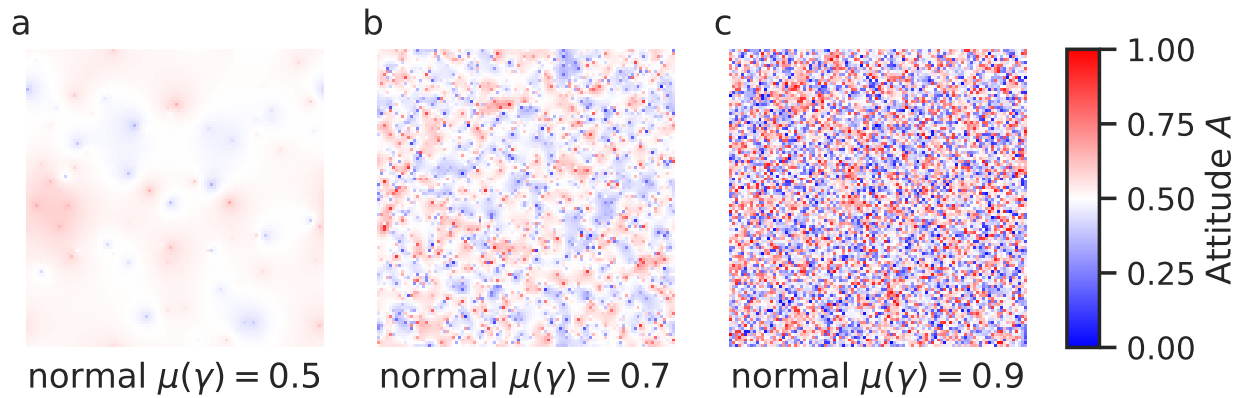 a
b
c
normal μ(γ) = 0.5
normal μ(γ) = 0.7
normal μ(γ) = 0.9
1.00
0.75
0.50
0.25
0.00
Attitude A